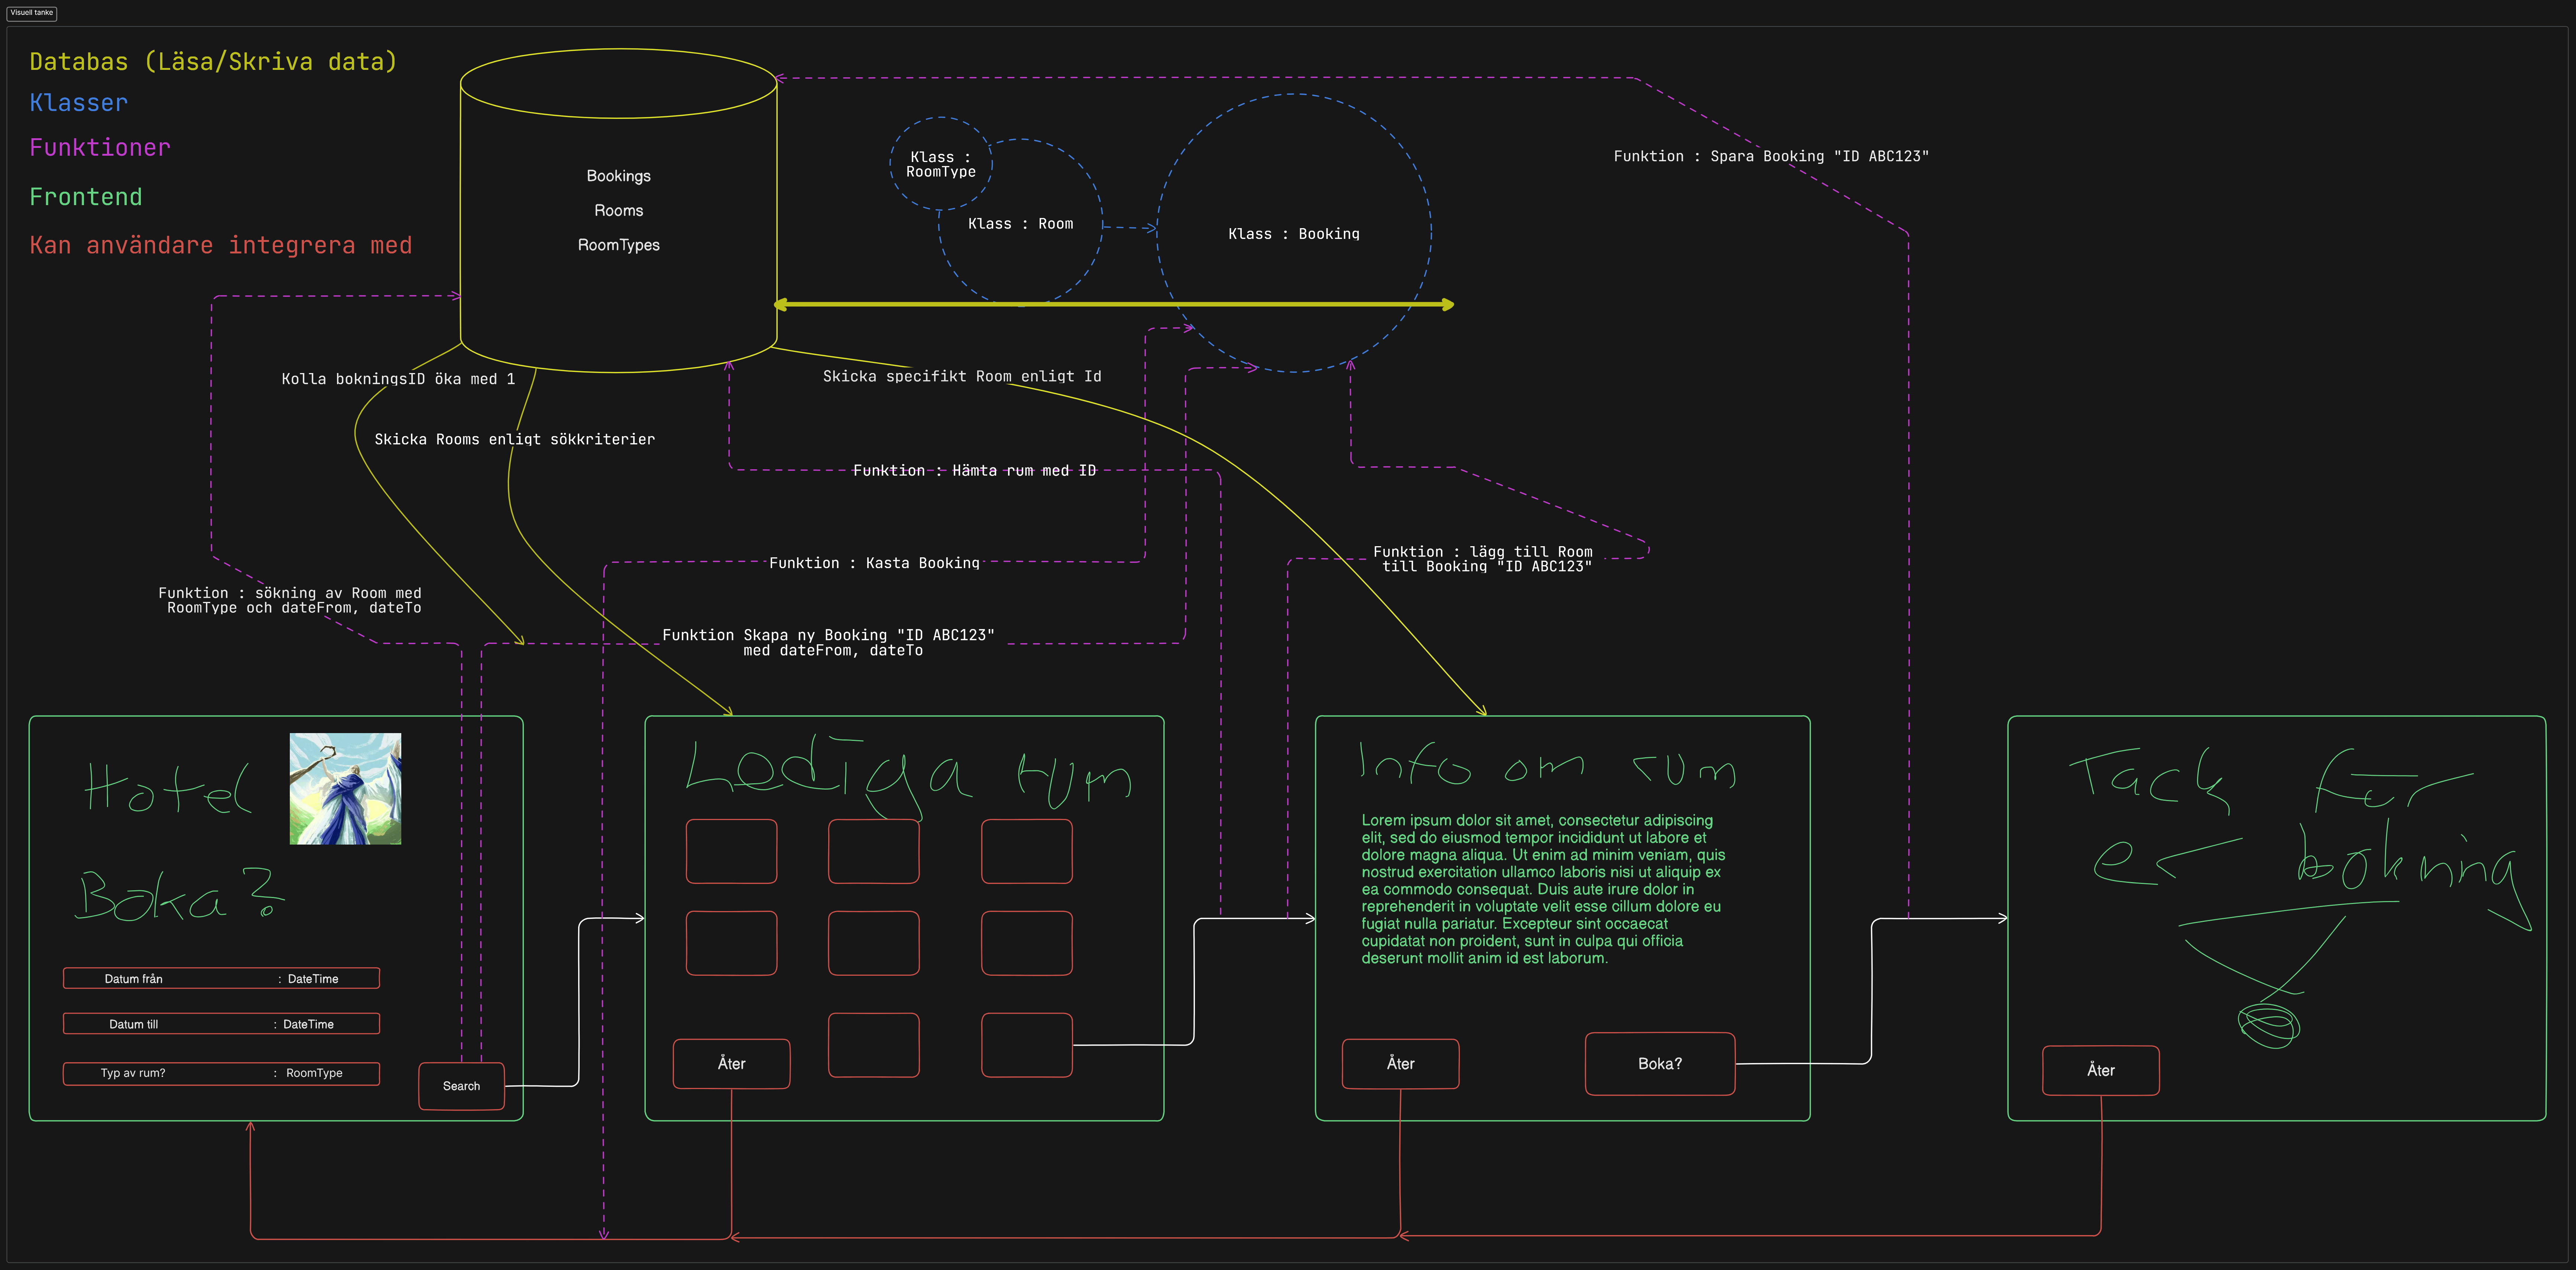 Visuell tanke
Databas (Läsa/Skriva data)
Klasser
Funktioner
Frontend
Kan användare integrera med
Bookings
Rooms
RoomTypes
Klass :
RoomType
Klass : Room
Klass : Booking
Funktion : Spara Booking "ID ABC123"
Kolla bokningsID öka med 1
Skicka specifikt Room enligt Id
Skicka Rooms enligt sökkriterier
Funktion : Hämta rum med ID
Funktion : Kasta Booking
Funktion : lägg till Room
till Booking "ID ABC123"
Funktion : sökning av Room med
RoomType och dateFrom, dateTo
Funktion Skapa ny Booking "ID ABC123"
med dateFrom, dateTo
Hotel
Boka?
Datum från : DateTime
Datum till : DateTime
Typ av rum? : RoomType
Search
Lediga rum
Åter
Info om rum
Lorem ipsum dolor sit amet, consectetur adipiscing
elit, sed do eiusmod tempor incididunt ut labore et
dolore magna aliqua. Ut enim ad minim veniam, quis
nostrud exercitation ullamco laboris nisi ut aliquip ex
ea commodo consequat. Duis aute irure dolor in
reprehenderit in voluptate velit esse cillum dolore eu
fugiat nulla pariatur. Excepteur sint occaecat
cupidatat non proident, sunt in culpa qui officia
deserunt mollit anim id est laborum.
Åter
Boka?
Tack för
er bokning
Åter